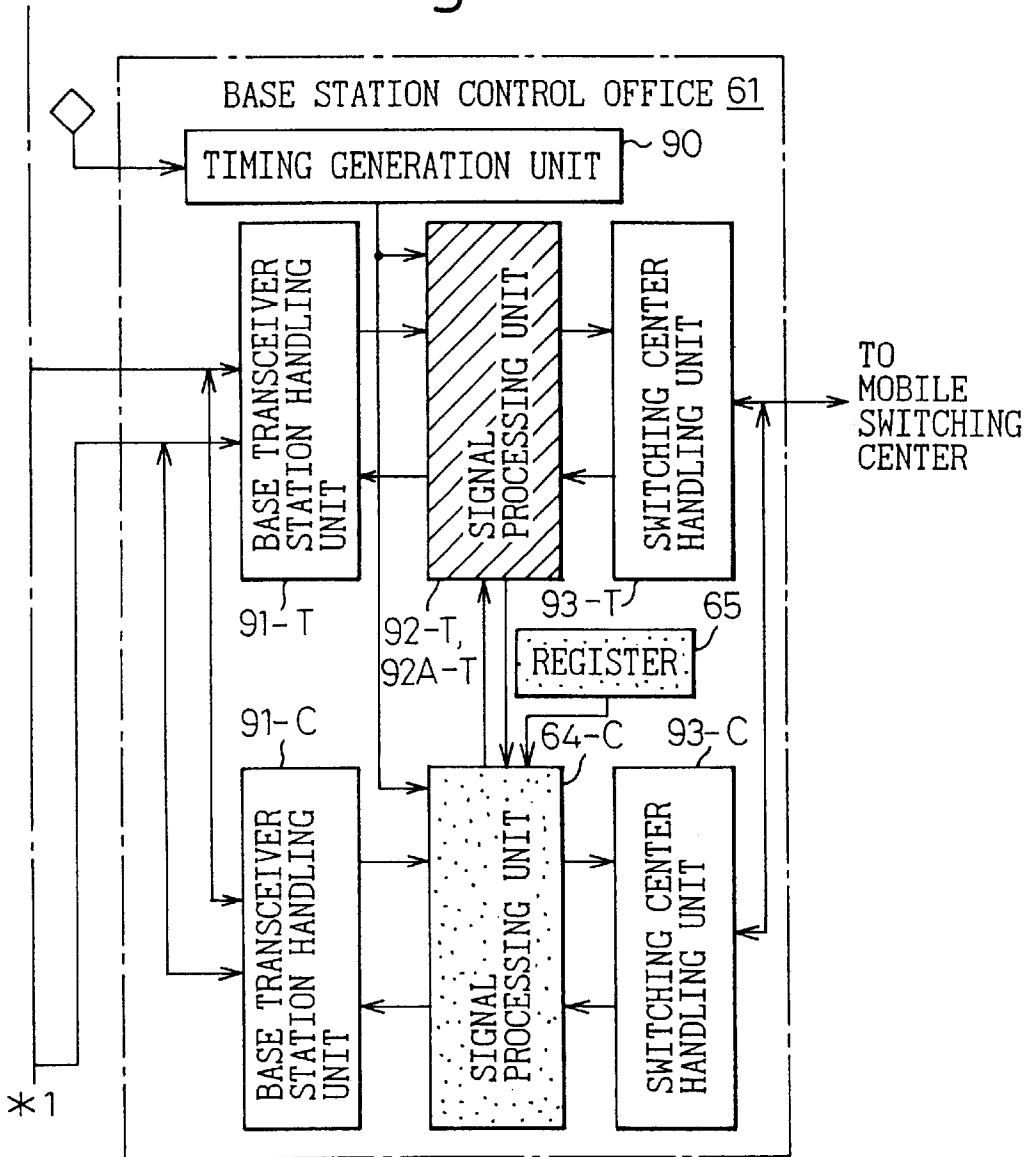 g
BASE STATION CONTROL OFFICE 61
TIMING GENERATION UNIT
90
BASE TRANSCEIVER
STATION HANDLING
UNIT
SIGNAL
PROCESSING UNIT
SWITCHING CENTER
HANDLING UNIT
TO
MOBILE
SWITCHING
CENTER
91-T
92-T,
92A-T
93-T
65
REGISTER
91-C
64-C
93-C
BASE TRANSCEIVER
STATION HANDLING
UNIT
SIGNAL
PROCESSING UNIT
SWITCHING CENTER
HANDLING UNIT
*1